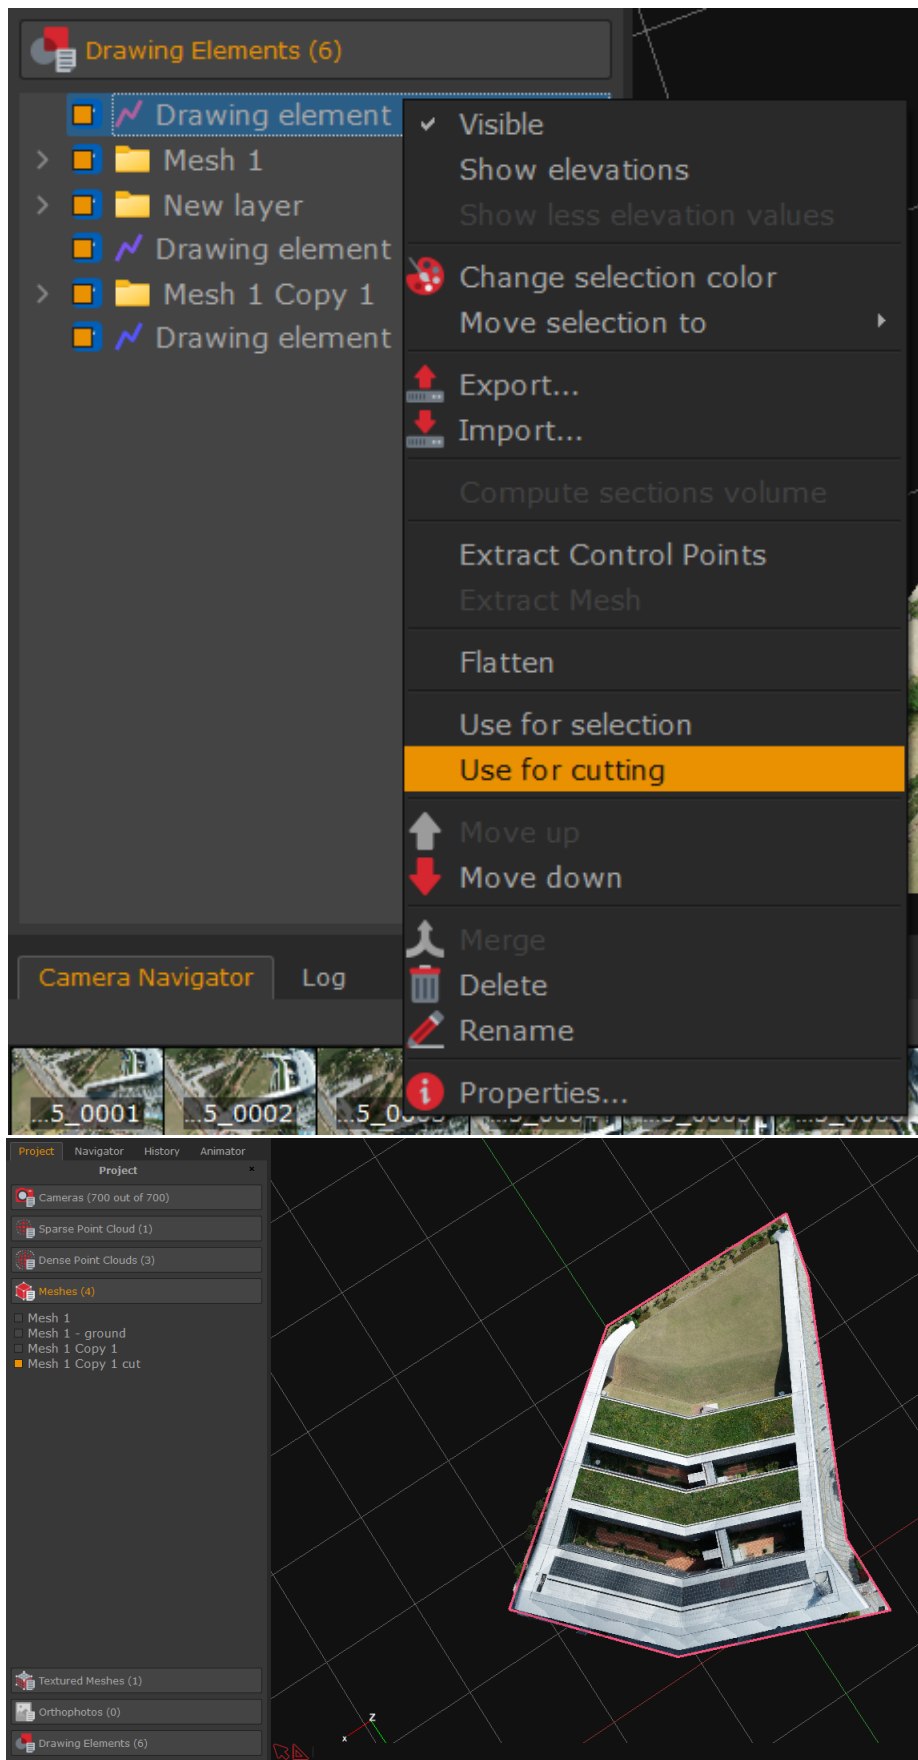 Drawing Elements (6)
Drawing element
Mesh 1
New layer
Drawing element
Mesh 1 Copy 1
Drawing element
Visible
Show elevations
Show less elevation values
Change selection color
Move selection to
Export...
Import...
Compute sections volume
Extract Control Points
Extract Mesh
Flatten
Use for selection
Use for cutting
Move up
Move down
Merge
Delete
Rename
Properties...
Camera Navigator Log
...5_0001 ...5_0002
Project Navigator History Animator
Project
Cameras (700 out of 700)
Sparse Point Cloud (1)
Dense Point Clouds (3)
Meshes (4)
Mesh 1
Mesh 1 - ground
Mesh 1 Copy 1
Mesh 1 Copy 1 cut
Textured Meshes (1)
Orthophotos (0)
Drawing Elements (6)
Z
x